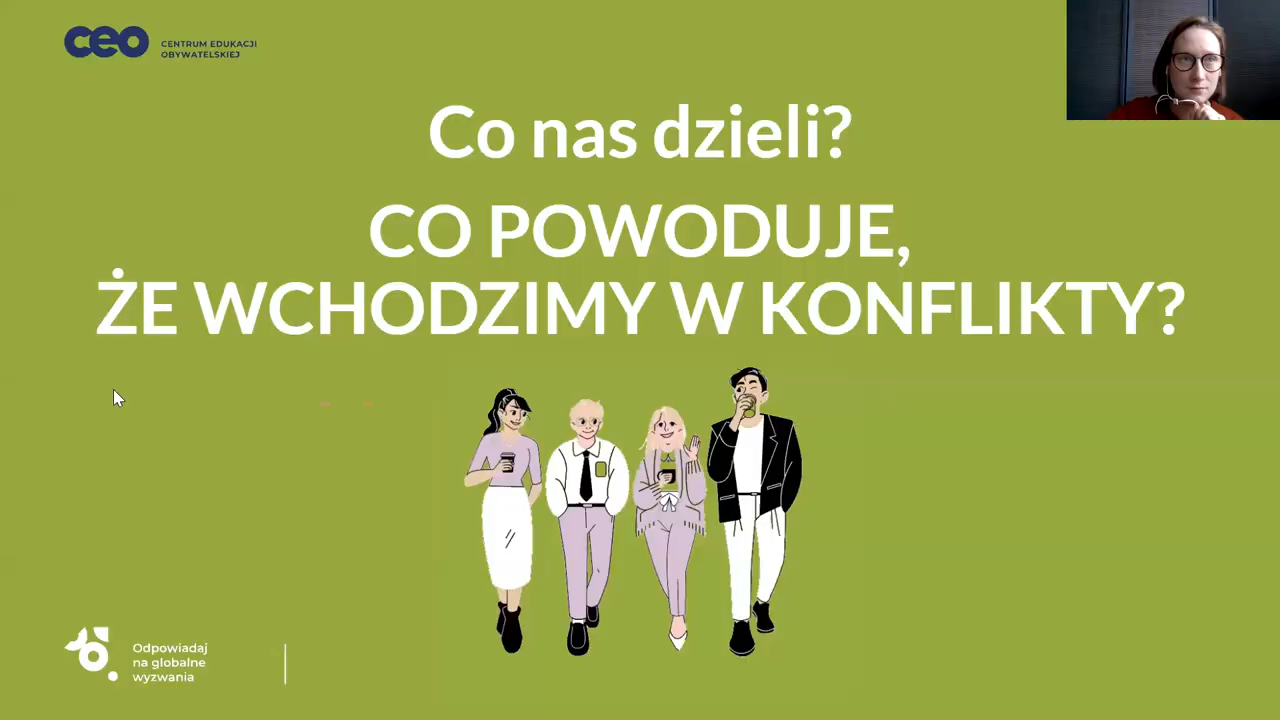 ceo
CENTRUM EDUKACJI
OBYWATELSKIEJ
Co nas dzieli?
CO POWODUJE,
ŻE WCHODZIMY W KONFLIKTY?
Odpowiadaj
na globalne
wyzwania